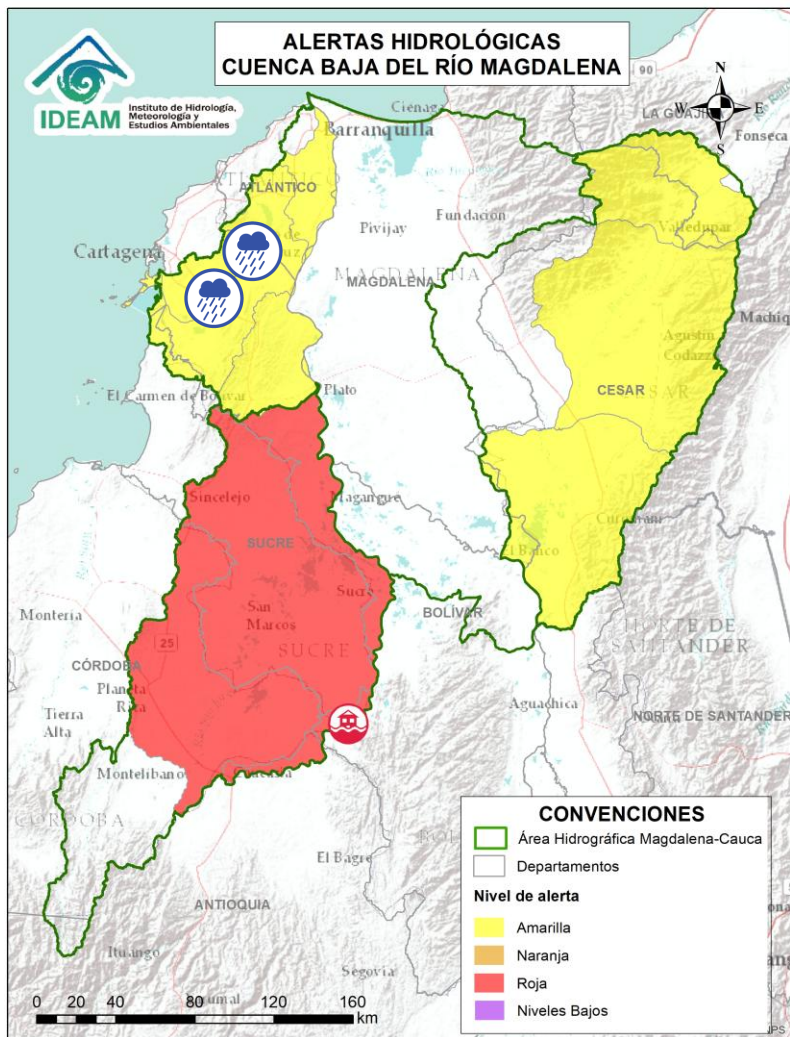 ALERTAS HIDROLÓGICAS
CUENCA BAJA DEL RÍO MAGDALENA
IDEAM
Instituto de Hidrología,
Meteorología y
Estudios Ambientales
N
W
E
S
90
LA GUAJIRA
Fonseca
Ciénaga
Barranquilla
ATLÁNTICO
Valledupar
Fundación
Pivijay
Cartagena
MAGDALENA
MAGDALENA
Machiq
Agustín
Codazzi
CESAR
El Carmen de Bolívar
Plato
Sincelejo
Magangué
SUCRE
El Banco
Sucre
BOLÍVAR
San
Marcos
SUCRE
Montería
25
CÓRDOBA
Planeta
Rica
Tierra
Alta
NORTE DE
SANTANDER
NORTE DE SANTANDER
Aguachica
Montelíbano
El Bagre
ANTIOQUIA
Ituango
Segovia
CONVENCIONES
Área Hidrográfica Magdalena-Cauca
Departamentos
Nivel de alerta
Amarilla
Naranja
Roja
Niveles Bajos
0 20 40 80 120 160
km